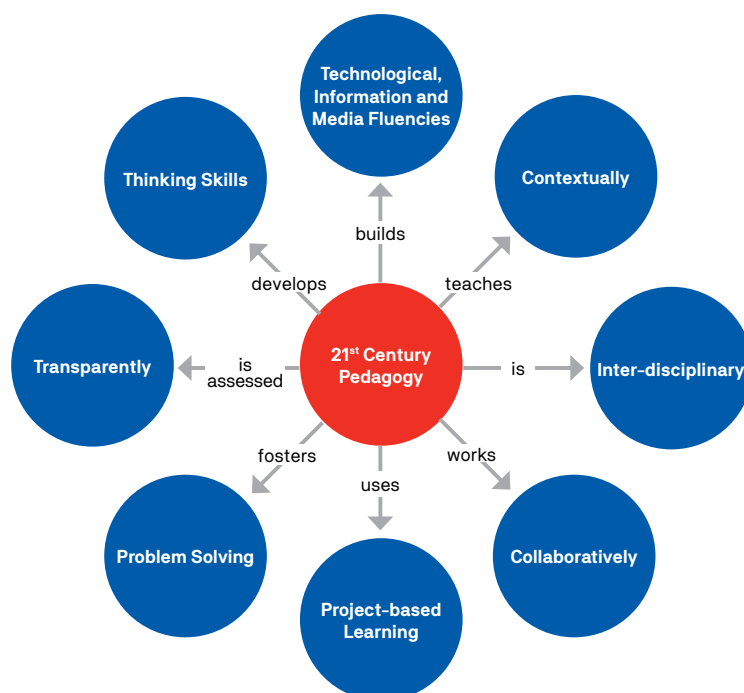 Technological,
Information and
Media Fluencies
Thinking Skills
Contextually
builds
develops
teaches
Transparently
is
assessed
21st Century
Pedagogy
is
Inter-disciplinary
fosters
works
uses
Problem Solving
Collaboratively
Project-based
Learning